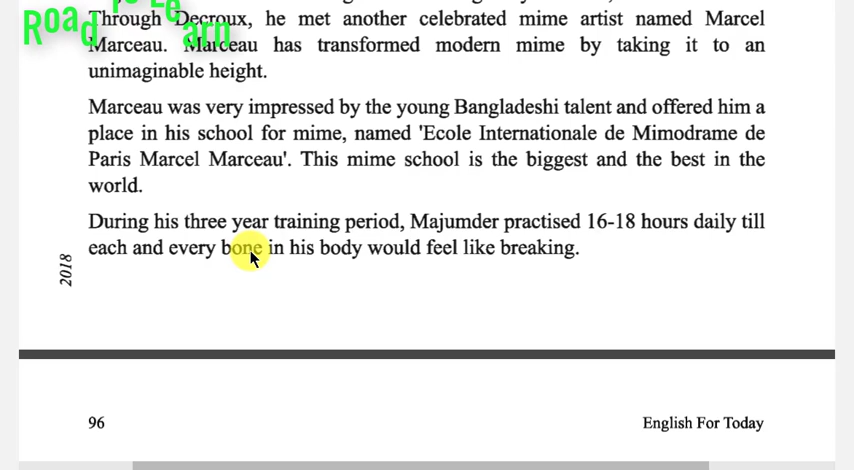 Road to Learn
Through Decroux, he met another celebrated mime artist named Marcel
Marceau. Marceau has transformed modern mime by taking it to an
unimaginable height.
Marceau was very impressed by the young Bangladeshi talent and offered him a
place in his school for mime, named 'Ecole Internationale de Mimodrame de
Paris Marcel Marceau'. This mime school is the biggest and the best in the
world.
During his three year training period, Majumder practised 16-18 hours daily till
each and every bone in his body would feel like breaking.
2018
96 English For Today